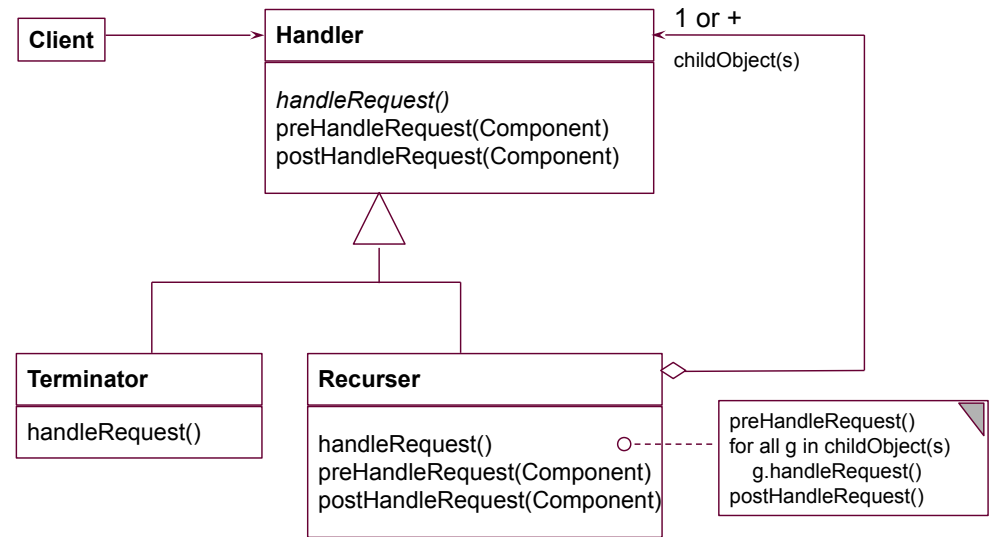 Client
Handler
1 or +
childObject(s)
handleRequest()
preHandleRequest(Component)
postHandleRequest(Component)
Terminator
handleRequest()
Recurser
handleRequest()
preHandleRequest(Component)
postHandleRequest(Component)
preHandleRequest()
for all g in childObject(s)
g.handleRequest()
postHandleRequest()